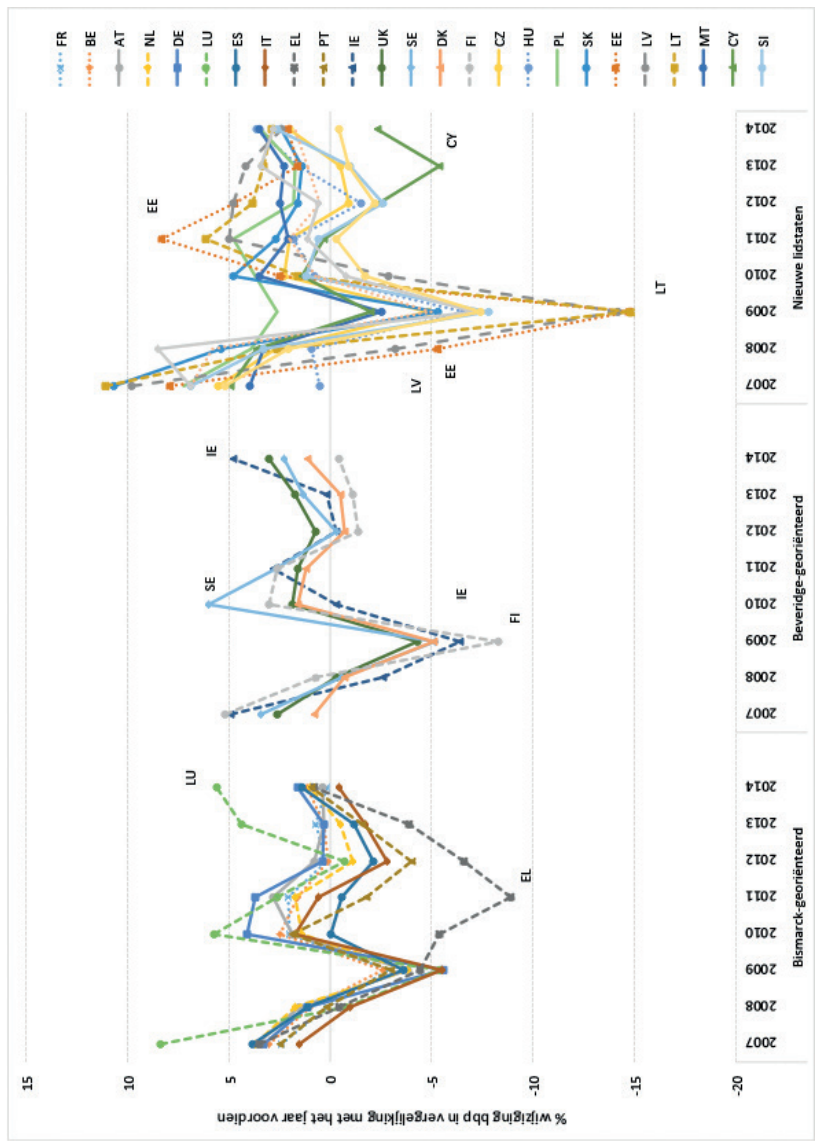 % wijziging bbp in vergelijking met het jaar voordien
15
10
5
0
-5
-10
-15
-20
2007
2008
2009
2010
2011
2012
2013
2014
Bismarck-georiënteerd
2007
2008
2009
2010
2011
2012
2013
2014
Beveridge-georiënteerd
2007
2008
2009
2010
2011
2012
2013
2014
Nieuwe lidstaten
LU
EL
SE
IE
IE
FI
EE
LV
EE
LT
CY
FR
BE
AT
NL
DE
LU
ES
IT
EL
PT
IE
UK
SE
DK
FI
CZ
HU
PL
SK
EE
LV
LT
MT
CY
SI